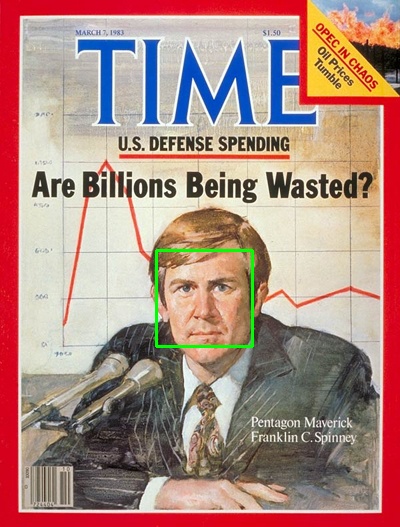 MARCH 7, 1983
$1.50
OPEC IN CHAOS
Oil Prices
Tumble
TIME
U.S. DEFENSE SPENDING
Are Billions Being Wasted?
Pentagon Maverick
Franklin C. Spinney